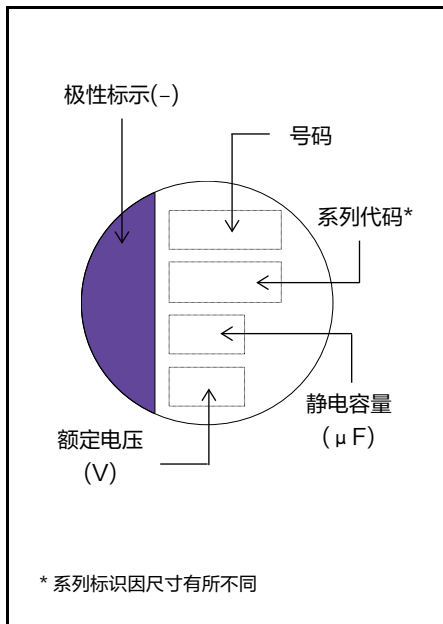 极性标示(−)
号码
系列代码*
静电容量
(μF)
额定电压
(V)
* 系列标识因尺寸有所不同